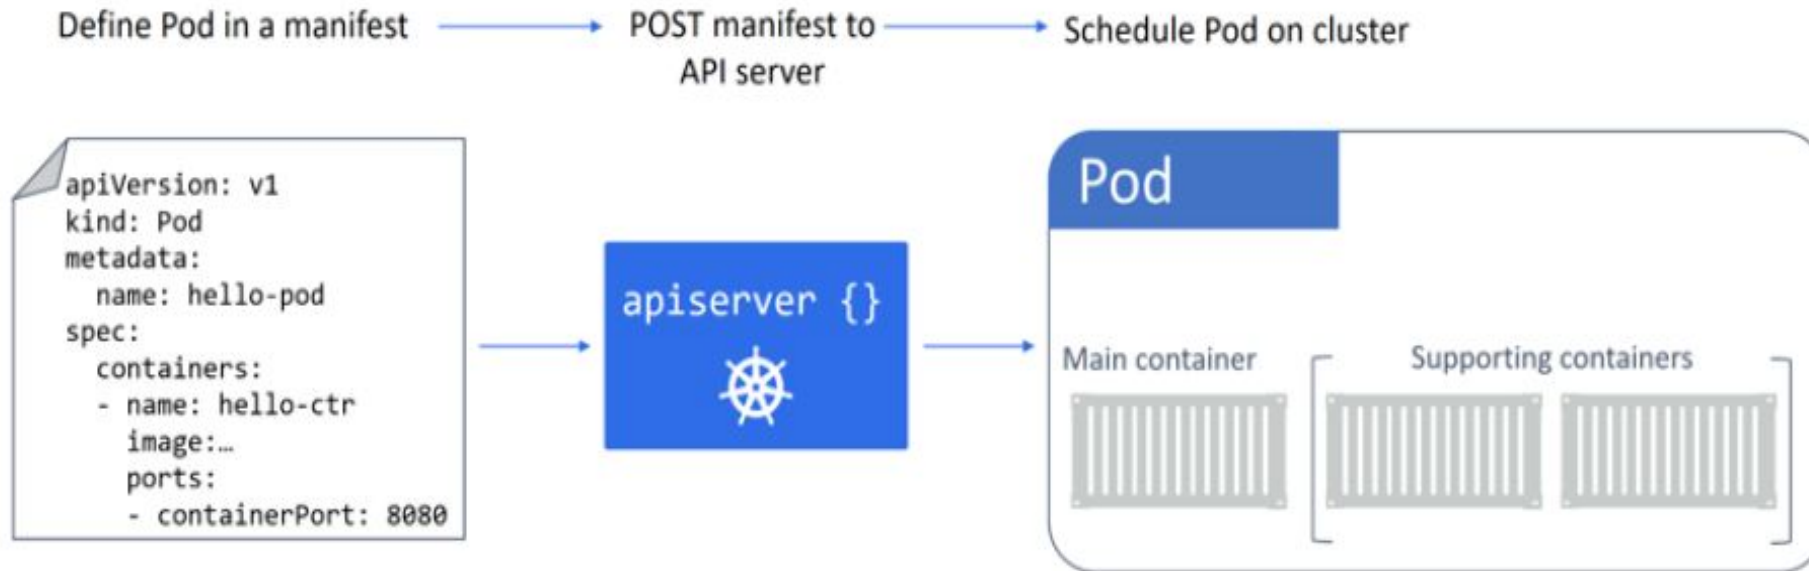 Define Pod in a manifest
POST manifest to
API server
Schedule Pod on cluster
apiVersion: v1
kind: Pod
metadata:
  name: hello-pod
spec:
  containers:
  - name: hello-ctr
    image:…
    ports:
    - containerPort: 8080
apiserver {}
Pod
Main container
Supporting containers